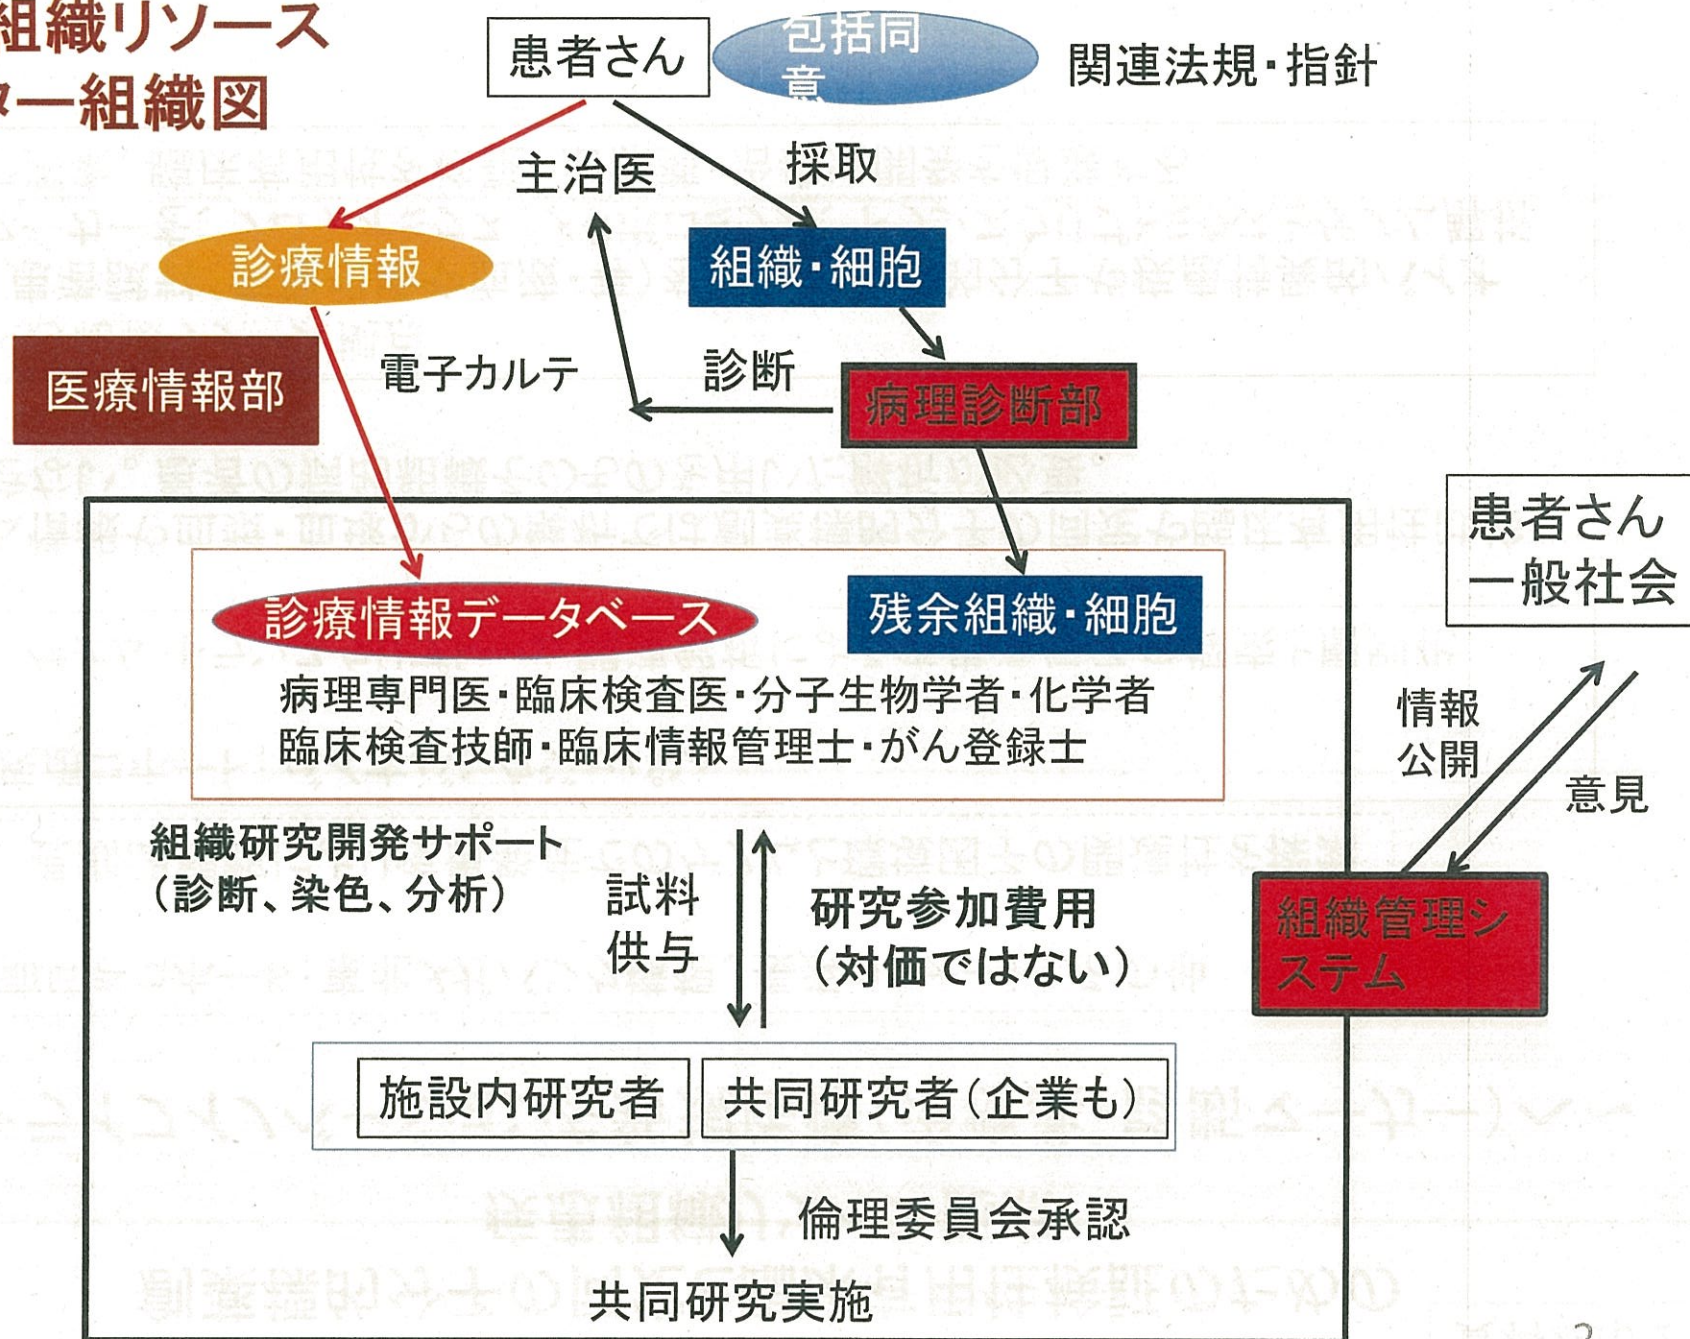 組織リソース
ター組織図
患者さん
包括同
意
関連法規・指針
主治医
採取
診療情報
組織・細胞
医療情報部
電子カルテ
診断
病理診断部
患者さん
一般社会
診療情報データベース
残余組織・細胞
病理専門医・臨床検査医・分子生物学者・化学者
臨床検査技師・臨床情報管理士・がん登録士
情報
公開
意見
組織研究開発サポート
（診断、染色、分析）
試料
供与
研究参加費用
（対価ではない）
組織管理シ
ステム
施設内研究者
共同研究者（企業も）
倫理委員会承認
共同研究実施
2